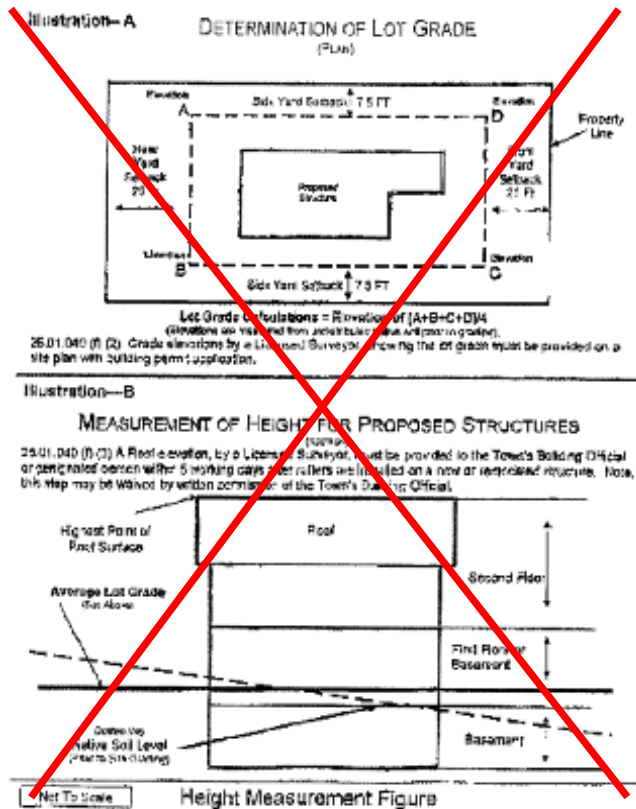 Illustration-A
DETERMINATION OF LOT GRADE
(PLAN)
Elevation
A
Side Yard Setback 7.5 FT
Elevation
D
Property
Line
Yard
Setback
Proposed
Structure
Yard
Setback
Ft
B
Elevation
C
Side Yard Setback 7.5 FT
Lot Grade Calculations = Elevation of (A+B+C+D)/4
(Elevations are measured from
26.01.040 (f) (2) Grade elevations by a Licensed Surveyor, showing the lot grade must be provided on a
site plan with building permit application.
Illustration—B
MEASUREMENT OF HEIGHT FOR PROPOSED STRUCTURES
A Roof elevation, by a Licensed Surveyor, must be provided to the Town's Building Official
or designated person within 5 working days after rafters are installed on a new or remodeled structure. Note,
this step may be waived by written permission of the Town's Building Official.
Highest Point of
Roof Surface
Roof
Second Floor
Average Lot Grade
(See Above)
First Floor or
Basement
Native Soil Level
Basement
Not To Scale
Height Measurement Figure